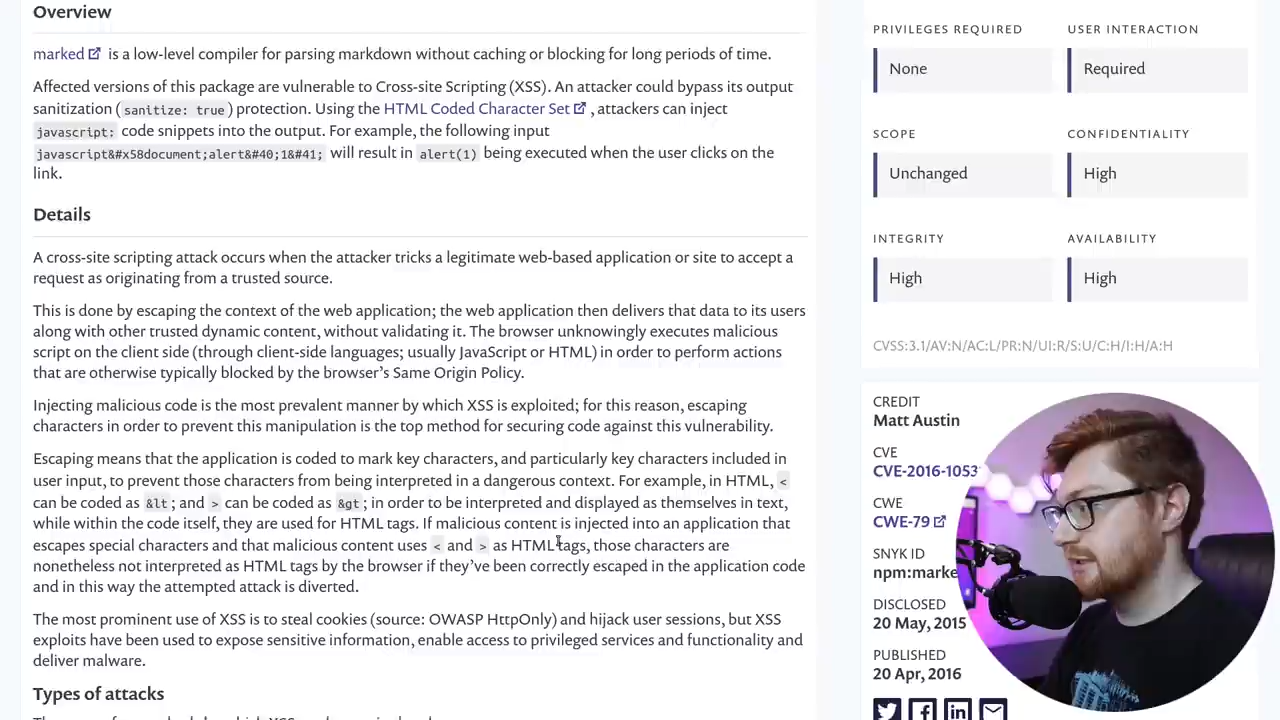 Overview
marked is a low-level compiler for parsing markdown without caching or blocking for long periods of time.
Affected versions of this package are vulnerable to Cross-site Scripting (XSS). An attacker could bypass its output
sanitization ( sanitize: true ) protection. Using the HTML Coded Character Set , attackers can inject
javascript: code snippets into the output. For example, the following input
javascript&#x58document;alert&#40;1&#41; will result in alert(1) being executed when the user clicks on the
link.
Details
A cross-site scripting attack occurs when the attacker tricks a legitimate web-based application or site to accept a
request as originating from a trusted source.
This is done by escaping the context of the web application; the web application then delivers that data to its users
along with other trusted dynamic content, without validating it. The browser unknowingly executes malicious
script on the client side (through client-side languages; usually JavaScript or HTML) in order to perform actions
that are otherwise typically blocked by the browser's Same Origin Policy.
Injecting malicious code is the most prevalent manner by which XSS is exploited; for this reason, escaping
characters in order to prevent this manipulation is the top method for securing code against this vulnerability.
Escaping means that the application is coded to mark key characters, and particularly key characters included in
user input, to prevent those characters from being interpreted in a dangerous context. For example, in HTML, <
can be coded as &lt ; and > can be coded as &gt ; in order to be interpreted and displayed as themselves in text,
while within the code itself, they are used for HTML tags. If malicious content is injected into an application that
escapes special characters and that malicious content uses < and > as HTML tags, those characters are
nonetheless not interpreted as HTML tags by the browser if they've been correctly escaped in the application code
and in this way the attempted attack is diverted.
The most prominent use of XSS is to steal cookies (source: OWASP HttpOnly) and hijack user sessions, but XSS
exploits have been used to expose sensitive information, enable access to privileged services and functionality and
deliver malware.
Types of attacks
PRIVILEGES REQUIRED
None
USER INTERACTION
Required
SCOPE
Unchanged
CONFIDENTIALITY
High
INTEGRITY
High
AVAILABILITY
High
CVSS:3.1/AV:N/AC:L/PR:N/UI:R/S:U/C:H/I:H/A:H
CREDIT
Matt Austin
CVE
CVE-2016-1053
CWE
CWE-79
SNYK ID
npm:marke
DISCLOSED
20 May, 2015
PUBLISHED
20 Apr, 2016